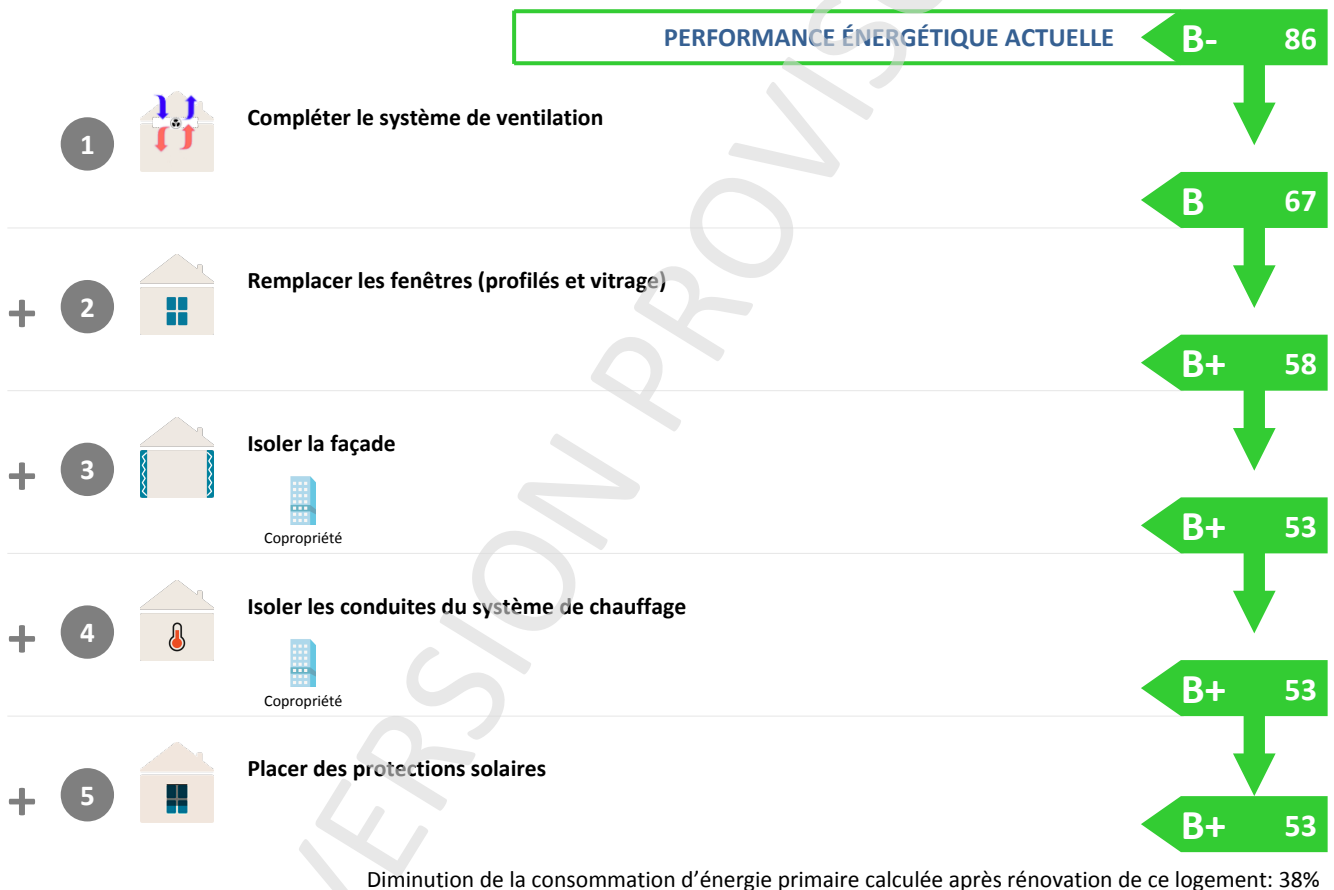 PERFORMANCE ÉNERGÉTIQUE ACTUELLE B- 86
1 Compléter le système de ventilation
B 67
+ 2 Remplacer les fenêtres (profilés et vitrage)
B+ 58
+ 3 Isoler la façade
Copropriété
B+ 53
+ 4 Isoler les conduites du système de chauffage
Copropriété
B+ 53
+ 5 Placer des protections solaires
B+ 53
Diminution de la consommation d'énergie primaire calculée après rénovation de ce logement: 38%
VERSION PROVISO